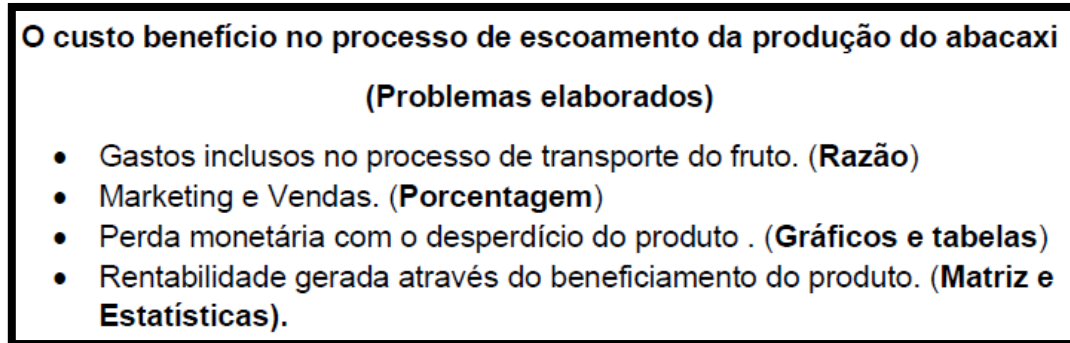 O custo benefício no processo de escoamento da produção do abacaxi
(Problemas elaborados)
• Gastos inclusos no processo de transporte do fruto. (Razão)
• Marketing e Vendas. (Porcentagem)
• Perda monetária com o desperdício do produto . (Gráficos e tabelas)
• Rentabilidade gerada através do beneficiamento do produto. (Matriz e
Estatísticas).